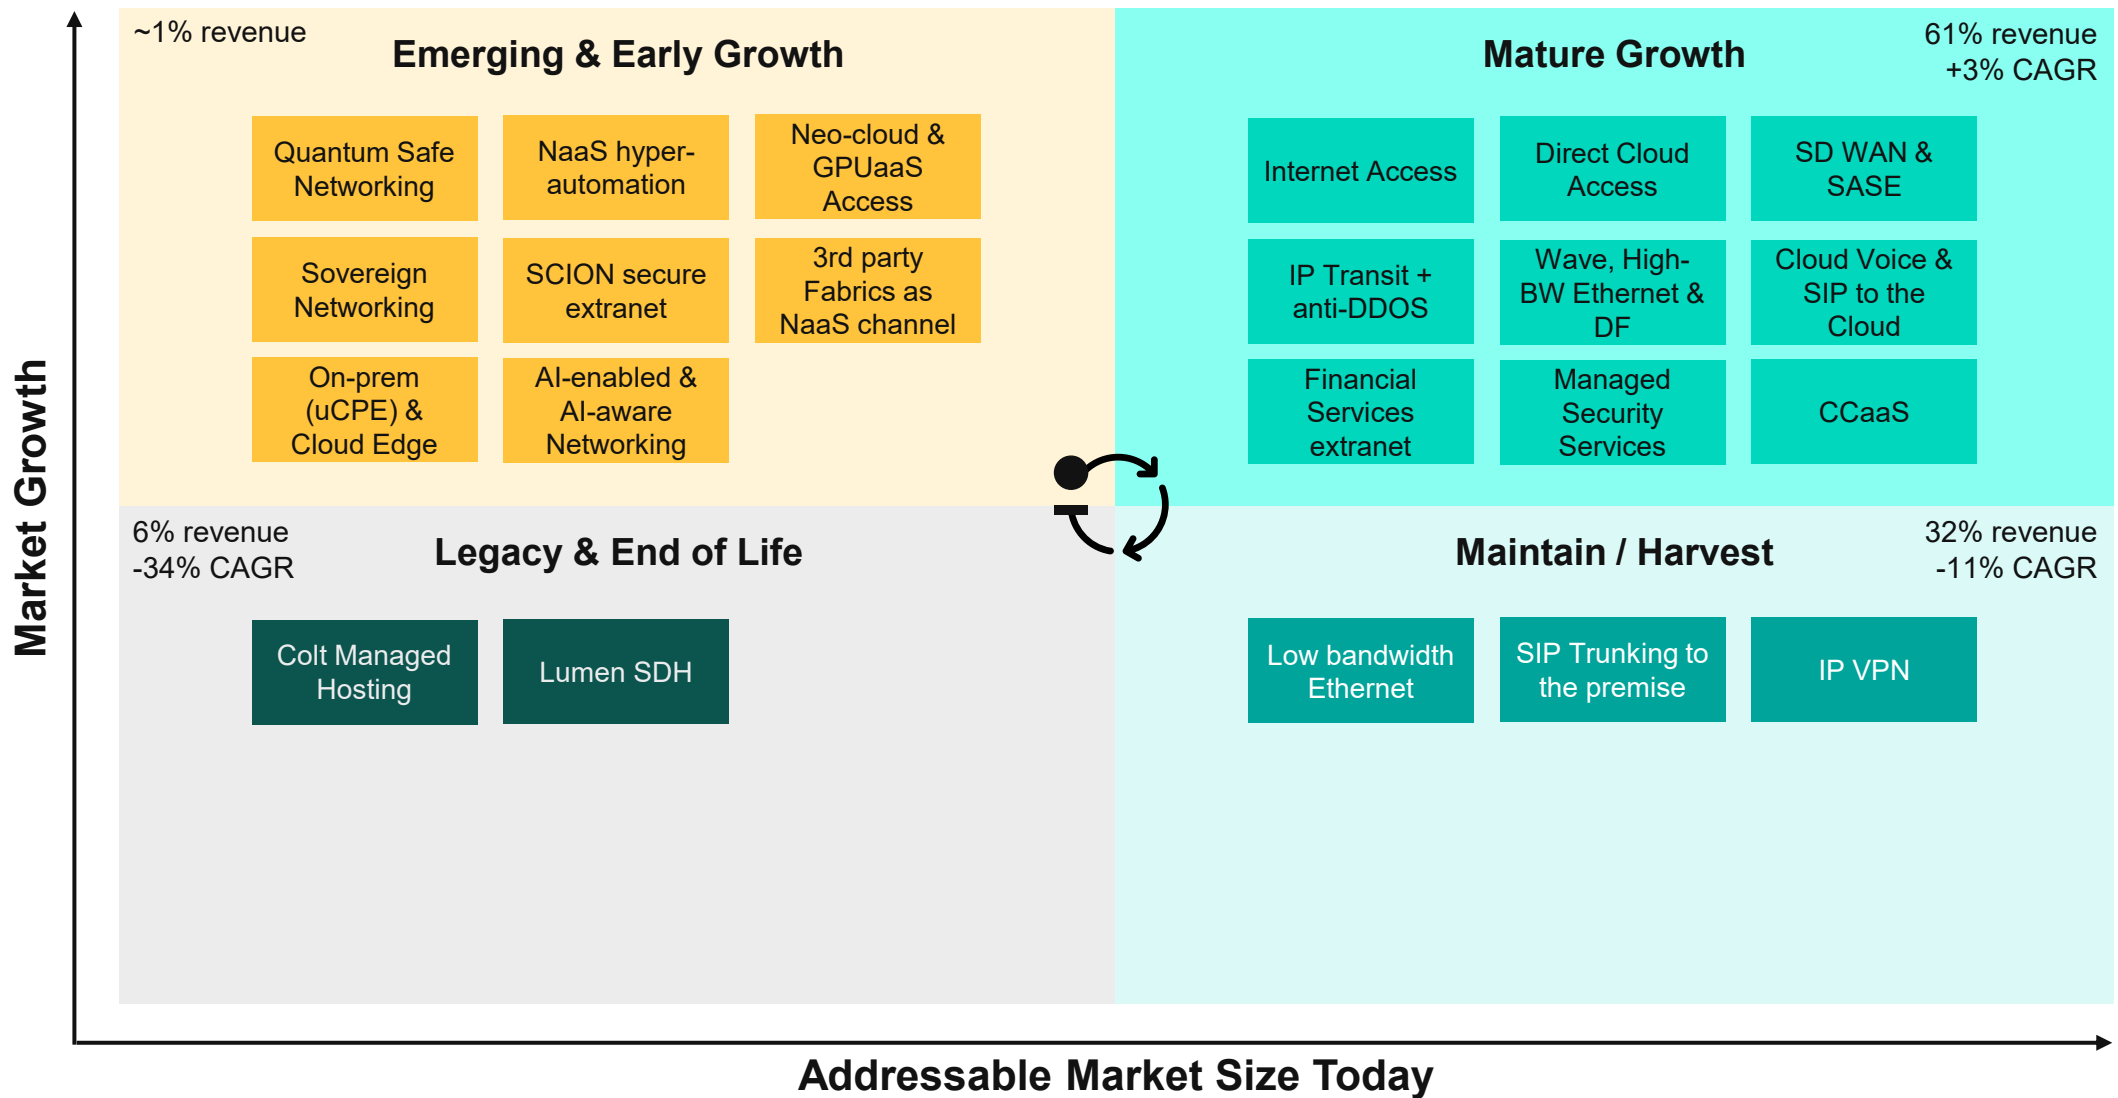 ~1% revenue
Emerging & Early Growth
Quantum Safe
Networking
NaaS hyper-
automation
Neo-cloud &
GPUaaS
Access
Sovereign
Networking
SCION secure
extranet
3rd party
Fabrics as
NaaS channel
On-prem
(uCPE) &
Cloud Edge
AI-enabled &
AI-aware
Networking
61% revenue
+3% CAGR
Mature Growth
Internet Access
Direct Cloud
Access
SD WAN &
SASE
IP Transit +
anti-DDOS
Wave, High-
BW Ethernet &
DF
Cloud Voice &
SIP to the
Cloud
Financial
Services
extranet
Managed
Security
Services
CCaaS
6% revenue
-34% CAGR
Legacy & End of Life
Colt Managed
Hosting
Lumen SDH
32% revenue
-11% CAGR
Maintain / Harvest
Low bandwidth
Ethernet
SIP Trunking to
the premise
IP VPN
Market Growth
Addressable Market Size Today